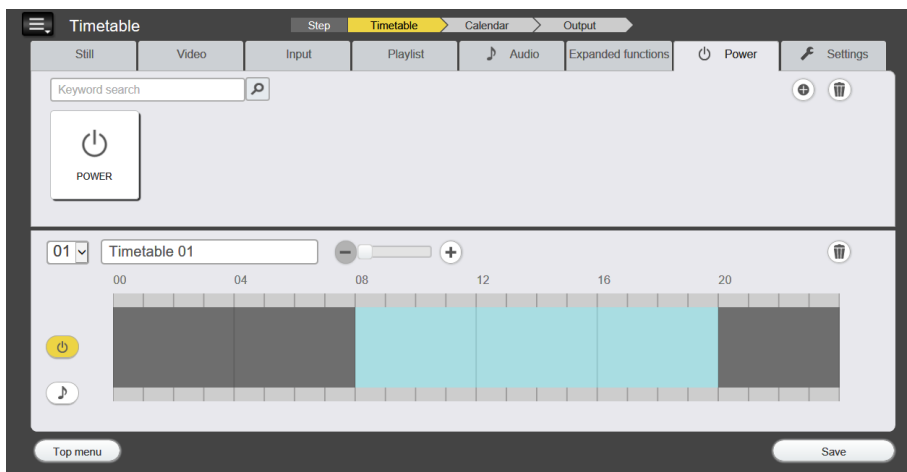 Timetable
Step Timetable Calendar Output
Still Video Input Playlist Audio Expanded functions Power Settings
Keyword search
POWER
01 Timetable 01
00 04 08 12 16 20
Top menu Save